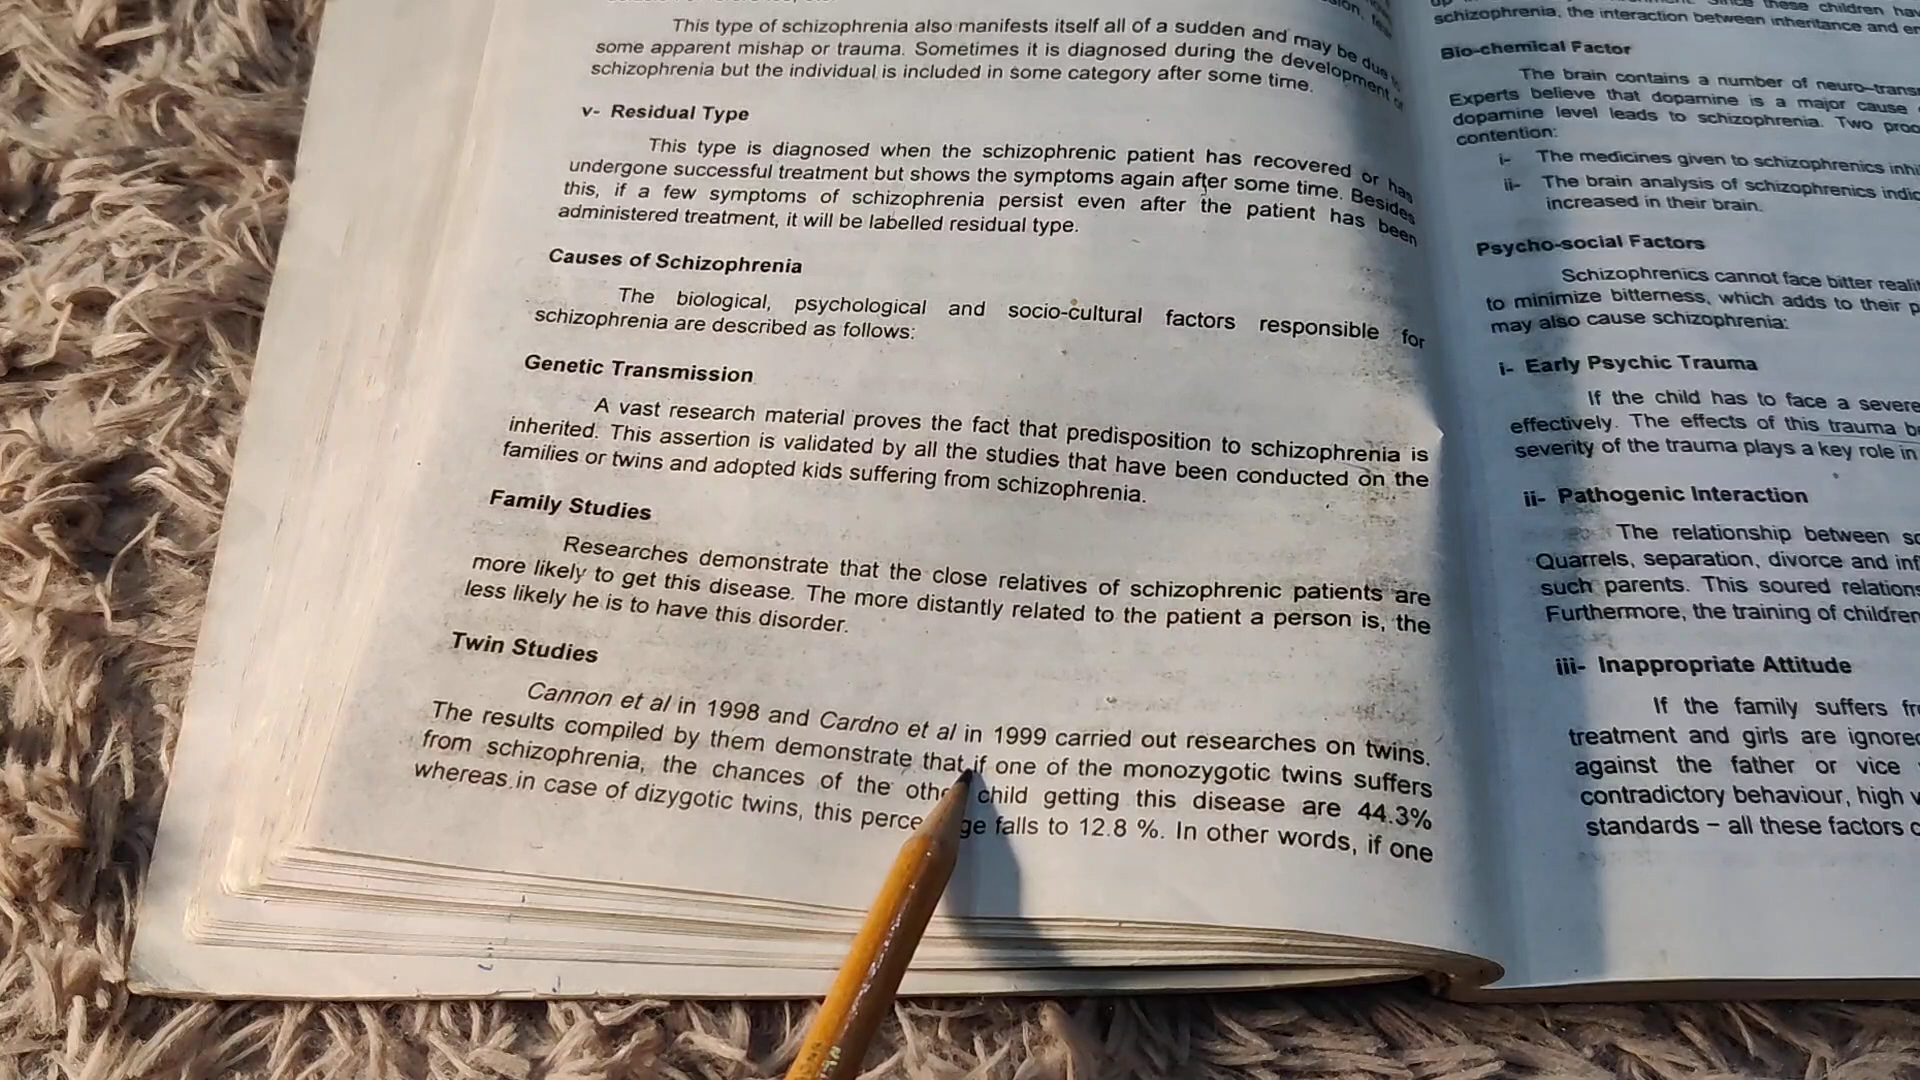 This type of schizophrenia also manifests itself all of a sudden and may be due to
some apparent mishap or trauma. Sometimes it is diagnosed during the development of
schizophrenia but the individual is included in some category after some time.
v- Residual Type
This type is diagnosed when the schizophrenic patient has recovered or has
undergone successful treatment but shows the symptoms again after some time. Besides
this, if a few symptoms of schizophrenia persist even after the patient has been
administered treatment, it will be labelled residual type.
Causes of Schizophrenia
The biological, psychological and socio-cultural factors responsible for
schizophrenia are described as follows:
Genetic Transmission
A vast research material proves the fact that predisposition to schizophrenia is
inherited. This assertion is validated by all the studies that have been conducted on the
families or twins and adopted kids suffering from schizophrenia.
Family Studies
Researches demonstrate that the close relatives of schizophrenic patients are
more likely to get this disease. The more distantly related to the patient a person is, the
less likely he is to have this disorder.
Twin Studies
Cannon et al in 1998 and Cardno et al in 1999 carried out researches on twins.
The results compiled by them demonstrate that if one of the monozygotic twins suffers
from schizophrenia, the chances of the other child getting this disease are 44.3%
whereas in case of dizygotic twins, this perce ge falls to 12.8 %. In other words, if one
these children
schizophrenia, the interaction between inheritance and
Bio-chemical Factor
The brain contains a number of
Experts believe that dopamine is a major cause
dopamine level leads to schizophrenia. Two
contention:
i- The medicines given to schizophrenics
ii- The brain analysis of schizophrenics
increased in their brain.
Psycho-social Factors
Schizophrenics cannot face bitter
to minimize bitterness, which adds to their
may also cause schizophrenia:
i- Early Psychic Trauma
If the child has to face a severe
effectively. The effects of this trauma
severity of the trauma plays a key role in
ii- Pathogenic Interaction
The relationship between
Quarrels, separation, divorce and
such parents. This soured
Furthermore, the training of children
iii- Inappropriate Attitude
If the family suffers
treatment and girls are
against the father or vice
contradictory behaviour, high
standards – all these factors